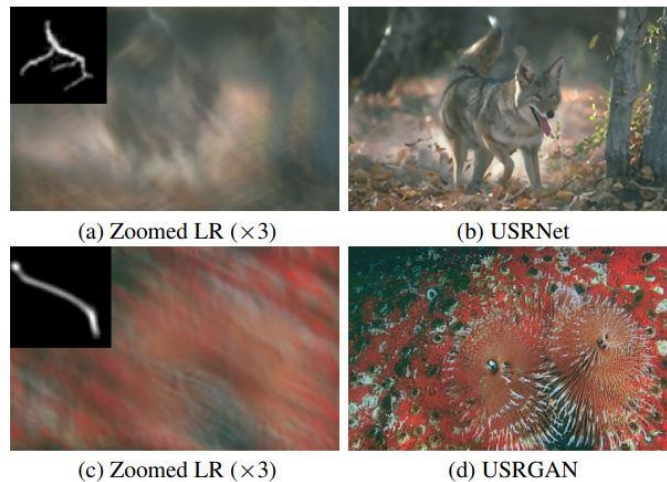 (a) Zoomed LR (×3)
(b) USRNet
(c) Zoomed LR (×3)
(d) USRGAN